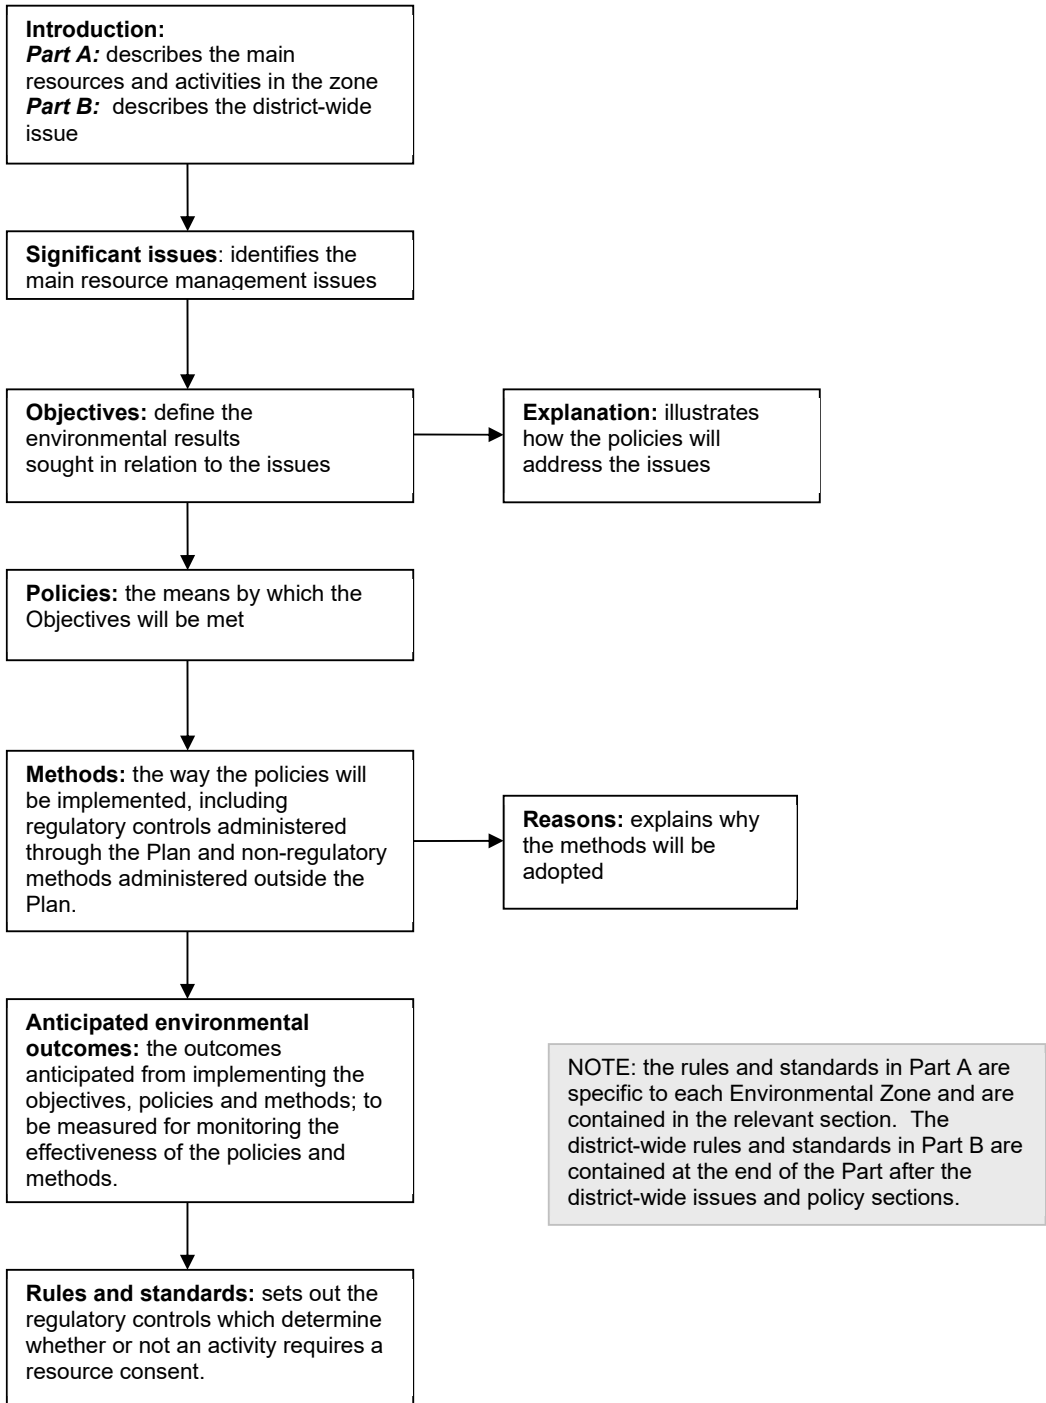 Introduction:
Part A: describes the main
resources and activities in the zone
Part B: describes the district-wide
issue
Significant issues: identifies the
main resource management issues
Objectives: define the
environmental results
sought in relation to the issues
Explanation: illustrates
how the policies will
address the issues
Policies: the means by which the
Objectives will be met
Methods: the way the policies will
be implemented, including
regulatory controls administered
through the Plan and non-regulatory
methods administered outside the
Plan.
Reasons: explains why
the methods will be
adopted
Anticipated environmental
outcomes: the outcomes
anticipated from implementing the
objectives, policies and methods; to
be measured for monitoring the
effectiveness of the policies and
methods.
NOTE: the rules and standards in Part A are
specific to each Environmental Zone and are
contained in the relevant section. The
district-wide rules and standards in Part B are
contained at the end of the Part after the
district-wide issues and policy sections.
Rules and standards: sets out the
regulatory controls which determine
whether or not an activity requires a
resource consent.